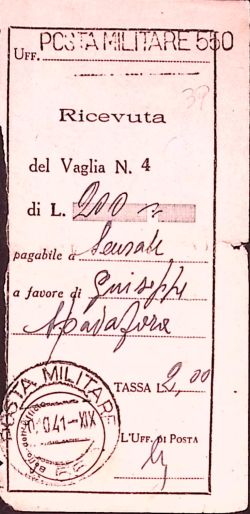 UFF. POSTA MILITARE 550
39
Ricevuta
del Vaglia N. 4
di L. 200
pagabile a
a favore di Giuseppe
Spadafora
POSTA MILITARE
41-XIX
TASSA L. 2,00
L'UFF. DI POSTA